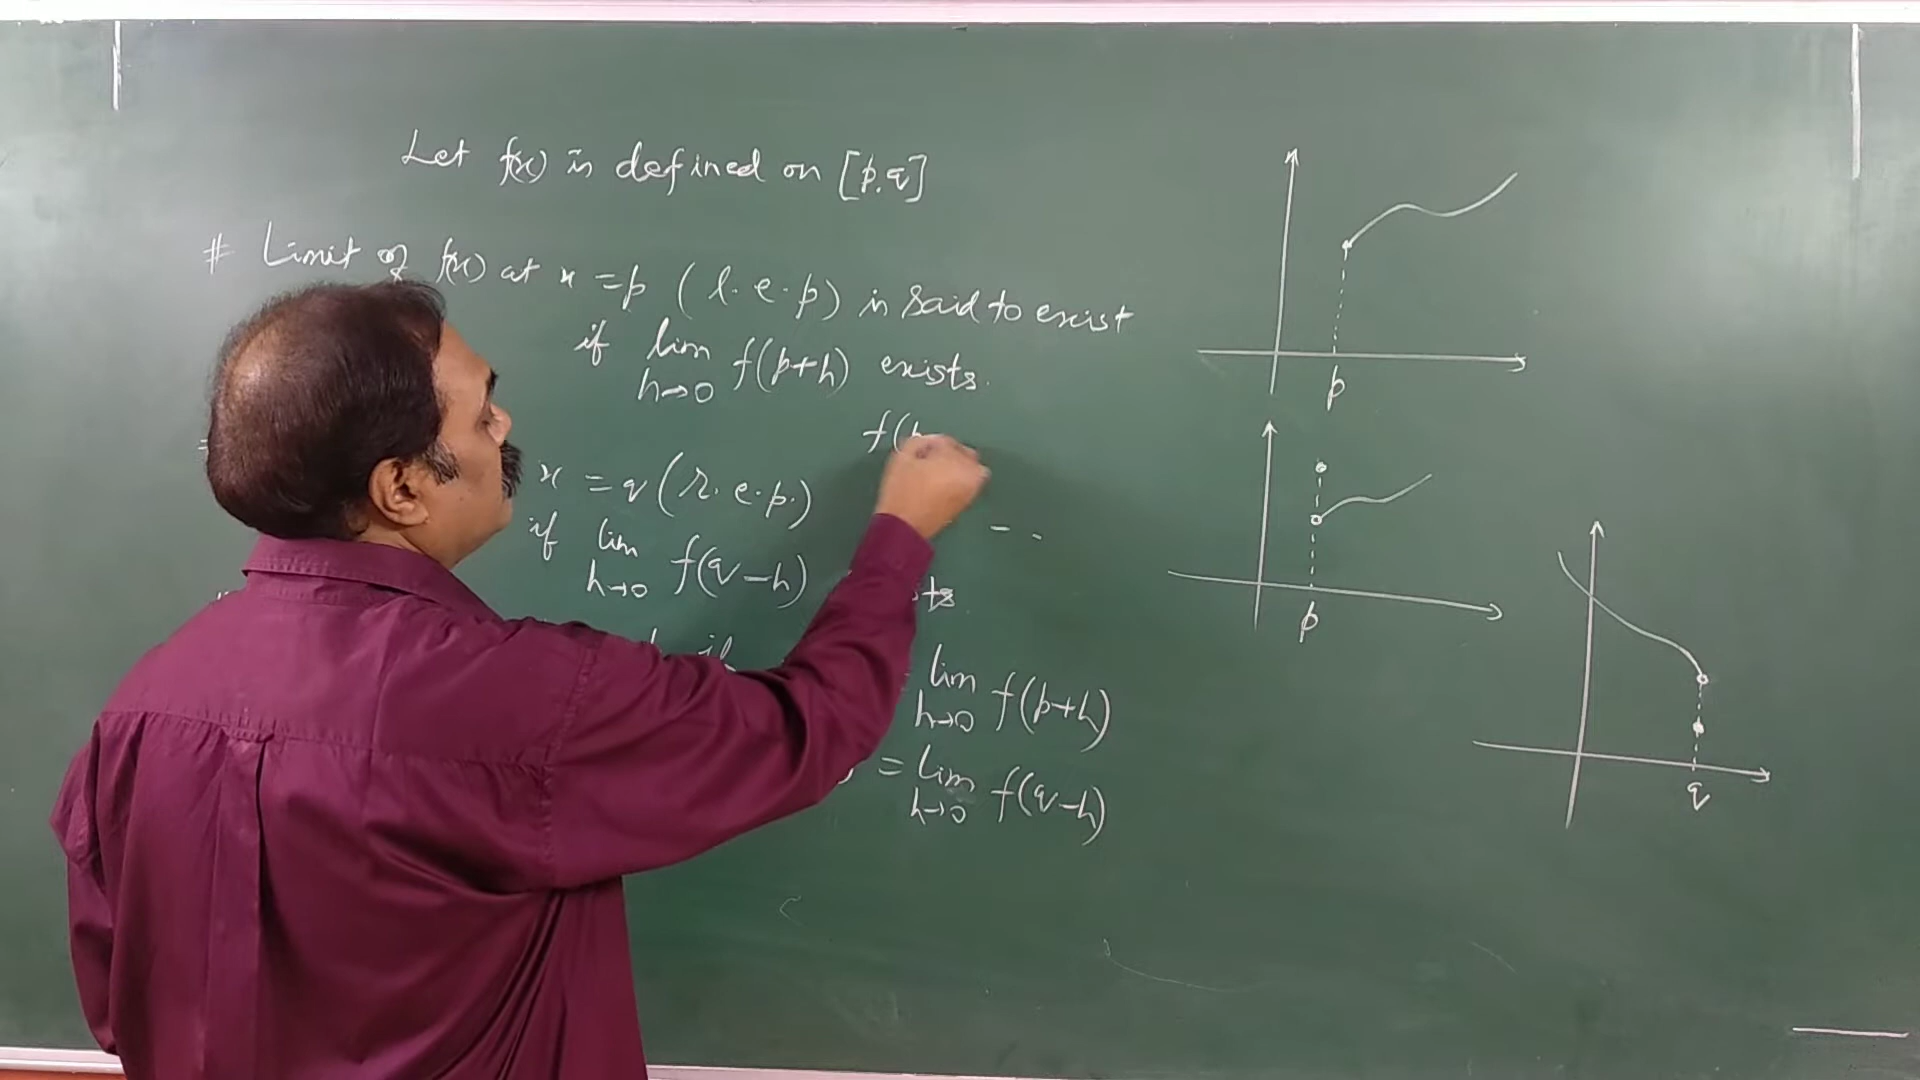 Let f(x) is defined on [p,q]
# Limit of f(x) at x = p (l.e.p) is said to exist
if lim h→0 f(p+h) exists.
f(
x = q (r.e.p.) - -
if lim h→0 f(q-h)
if
lim h→0 f(p+h)
= lim h→0 f(q-h)
p
p
q